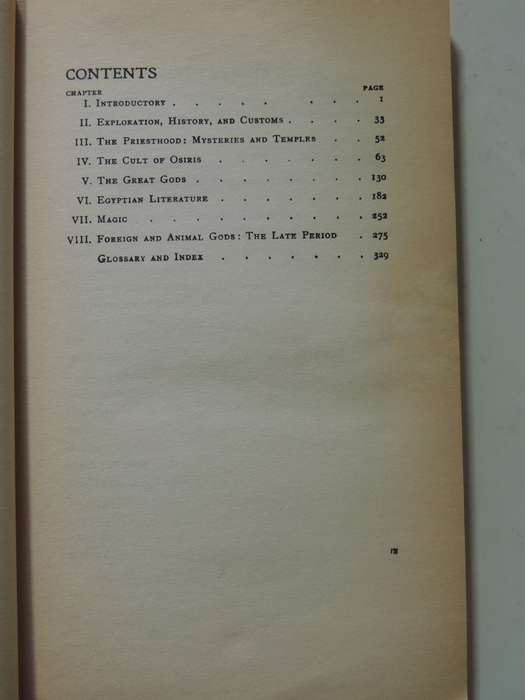 CONTENTS
CHAPTER PAGE
I. INTRODUCTORY . . . . . . . . 1
II. EXPLORATION, HISTORY, AND CUSTOMS . . . . 33
III. THE PRIESTHOOD: MYSTERIES AND TEMPLES . . 52
IV. THE CULT OF OSIRIS . . . . . . . 63
V. THE GREAT GODS . . . . . . . . 130
VI. EGYPTIAN LITERATURE . . . . . . . 182
VII. MAGIC . . . . . . . . . . 252
VIII. FOREIGN AND ANIMAL GODS: THE LATE PERIOD . 275
GLOSSARY AND INDEX . . . . . . . 329